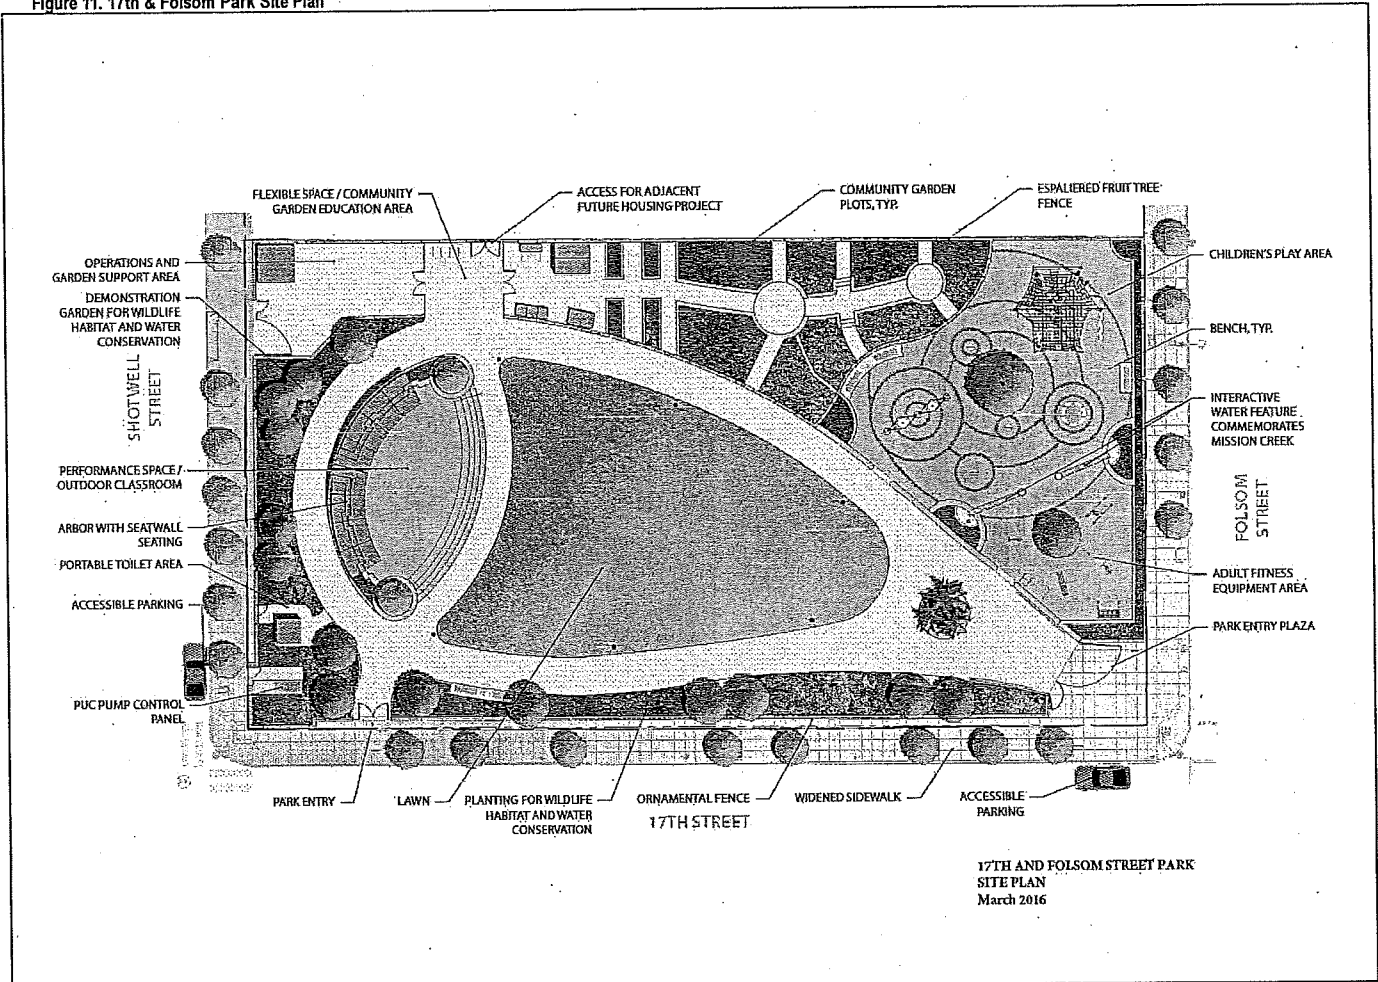 Figure 11. 17th & Folsom Park Site Plan
FLEXIBLE SPACE / COMMUNITY
GARDEN EDUCATION AREA
ACCESS FOR ADJACENT
FUTURE HOUSING PROJECT
COMMUNITY GARDEN
PLOTS, TYP.
ESPALIERED FRUIT TREE
FENCE
OPERATIONS AND
GARDEN SUPPORT AREA
DEMONSTRATION
GARDEN FOR WILDLIFE
HABITAT AND WATER
CONSERVATION
SHOTWELL
STREET
PERFORMANCE SPACE /
OUTDOOR CLASSROOM
ARBOR WITH SEATWALL
SEATING
PORTABLE TOILET AREA
ACCESSIBLE PARKING
PUC PUMP CONTROL
PANEL
CHILDREN'S PLAY AREA
BENCH, TYP.
INTERACTIVE
WATER FEATURE
COMMEMORATES
MISSION CREEK
FOLSOM
STREET
ADULT FITNESS
EQUIPMENT AREA
PARK ENTRY PLAZA
PARK ENTRY
LAWN
PLANTING FOR WILDLIFE
HABITAT AND WATER
CONSERVATION
ORNAMENTAL FENCE
WIDENED SIDEWALK
ACCESSIBLE
PARKING
17TH STREET
17TH AND FOLSOM STREET PARK
SITE PLAN
March 2016